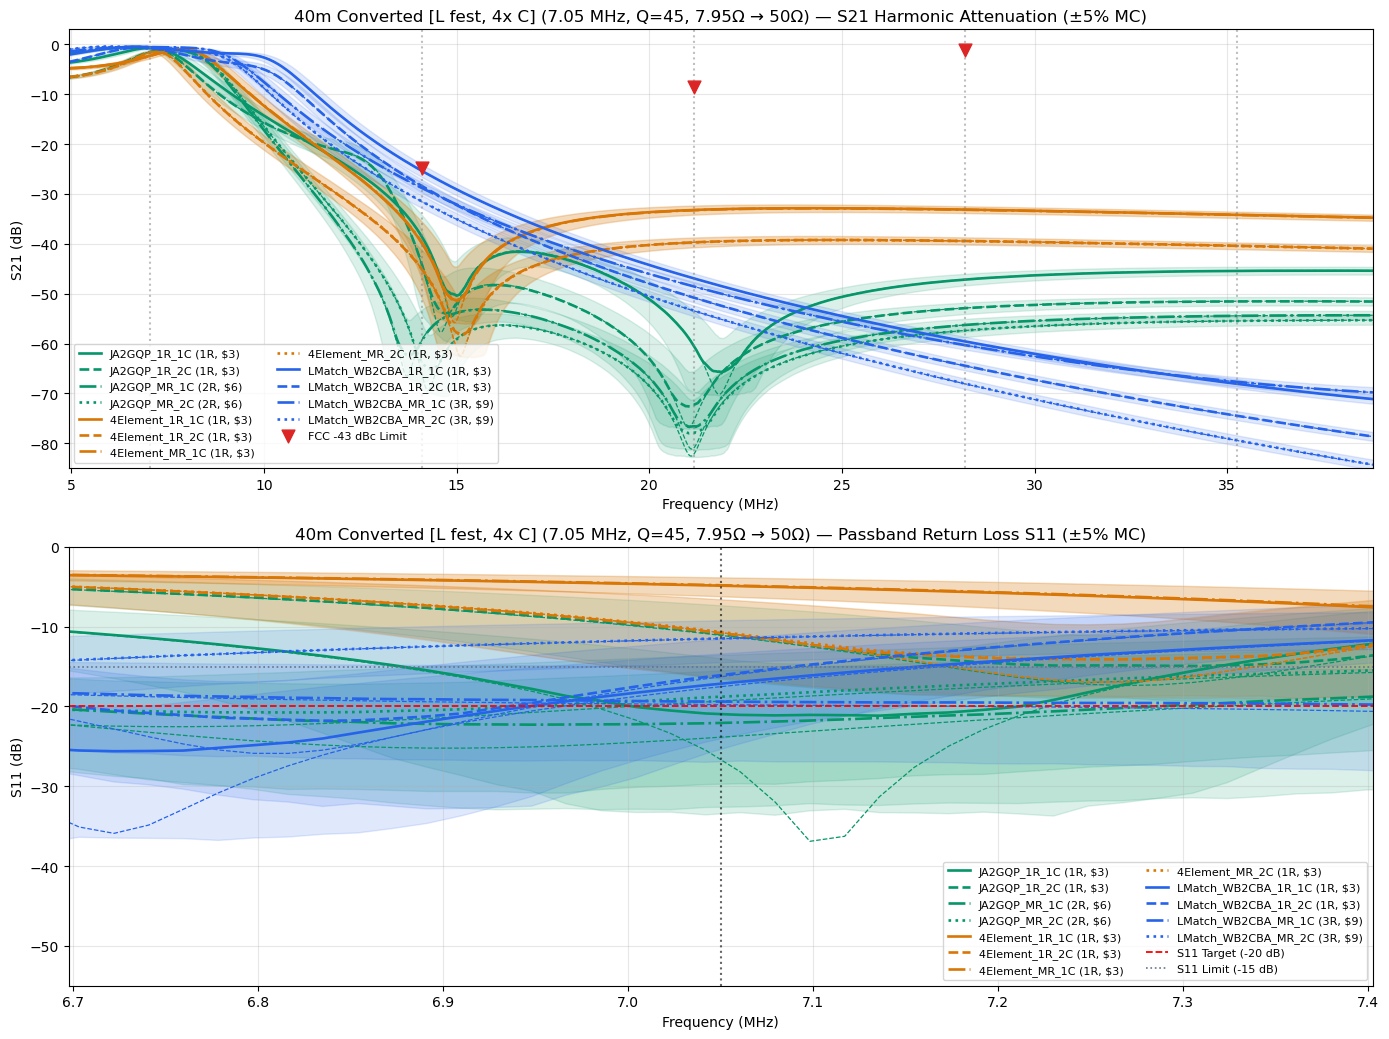 40m Converted [L fest, 4x C] (7.05 MHz, Q=45, 7.95Ω → 50Ω) — S21 Harmonic Attenuation (±5% MC)
0
−10
−20
−30
−40
−50
−60
−70
−80
S21 (dB)
JA2GQP_1R_1C (1R, $3)
JA2GQP_1R_2C (1R, $3)
JA2GQP_MR_1C (2R, $6)
JA2GQP_MR_2C (2R, $6)
4Element_1R_1C (1R, $3)
4Element_1R_2C (1R, $3)
4Element_MR_1C (1R, $3)
4Element_MR_2C (1R, $3)
LMatch_WB2CBA_1R_1C (1R, $3)
LMatch_WB2CBA_1R_2C (1R, $3)
LMatch_WB2CBA_MR_1C (3R, $9)
LMatch_WB2CBA_MR_2C (3R, $9)
FCC -43 dBc Limit
5 10 15 20 25 30 35
Frequency (MHz)
40m Converted [L fest, 4x C] (7.05 MHz, Q=45, 7.95Ω → 50Ω) — Passband Return Loss S11 (±5% MC)
0
−10
−20
−30
−40
−50
S11 (dB)
JA2GQP_1R_1C (1R, $3)
JA2GQP_1R_2C (1R, $3)
JA2GQP_MR_1C (2R, $6)
JA2GQP_MR_2C (2R, $6)
4Element_1R_1C (1R, $3)
4Element_1R_2C (1R, $3)
4Element_MR_1C (1R, $3)
4Element_MR_2C (1R, $3)
LMatch_WB2CBA_1R_1C (1R, $3)
LMatch_WB2CBA_1R_2C (1R, $3)
LMatch_WB2CBA_MR_1C (3R, $9)
LMatch_WB2CBA_MR_2C (3R, $9)
S11 Target (-20 dB)
S11 Limit (-15 dB)
6.7 6.8 6.9 7.0 7.1 7.2 7.3 7.4
Frequency (MHz)